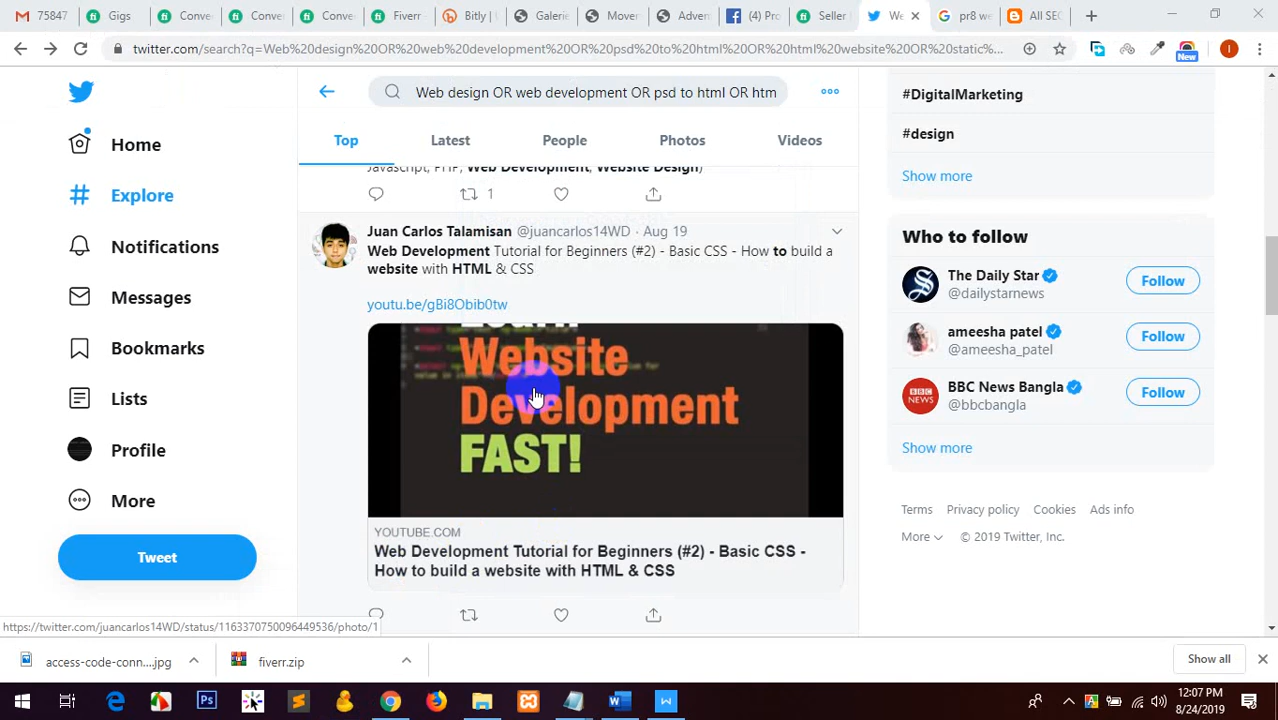 75847
Gigs
Conve
Conve
Conve
Fiverr
Bitly |
Galerie
Mover
Adven
(4) Pro
Seller
We
pr8 we
All SEC
twitter.com/search?q=Web%20design%20OR%20web%20development%20OR%20psd%20to%20html%20OR%20html%20website%20OR%20static%...
New
I
Web design OR web development OR psd to html OR htm
Top
Latest
People
Photos
Videos
Home
Explore
Notifications
Messages
Bookmarks
Lists
Profile
More
Tweet
Javascript, PHP, Web Development, Website Design)
1
Juan Carlos Talamisan @juancarlos14WD · Aug 19
Web Development Tutorial for Beginners (#2) - Basic CSS - How to build a
website with HTML & CSS
youtu.be/gBi8Obib0tw
Learn
Website
Development
FAST!
YOUTUBE.COM
Web Development Tutorial for Beginners (#2) - Basic CSS -
How to build a website with HTML & CSS
#DigitalMarketing
#design
Show more
Who to follow
The Daily Star
@dailystarnews
Follow
ameesha patel
@ameesha_patel
Follow
BBC News Bangla
@bbcbangla
Follow
Show more
Terms Privacy policy Cookies Ads info
More © 2019 Twitter, Inc.
https://twitter.com/juancarlos14WD/status/1163370750096449536/photo/1
access-code-conn....jpg
fiverr.zip
Show all
12:07 PM
8/24/2019